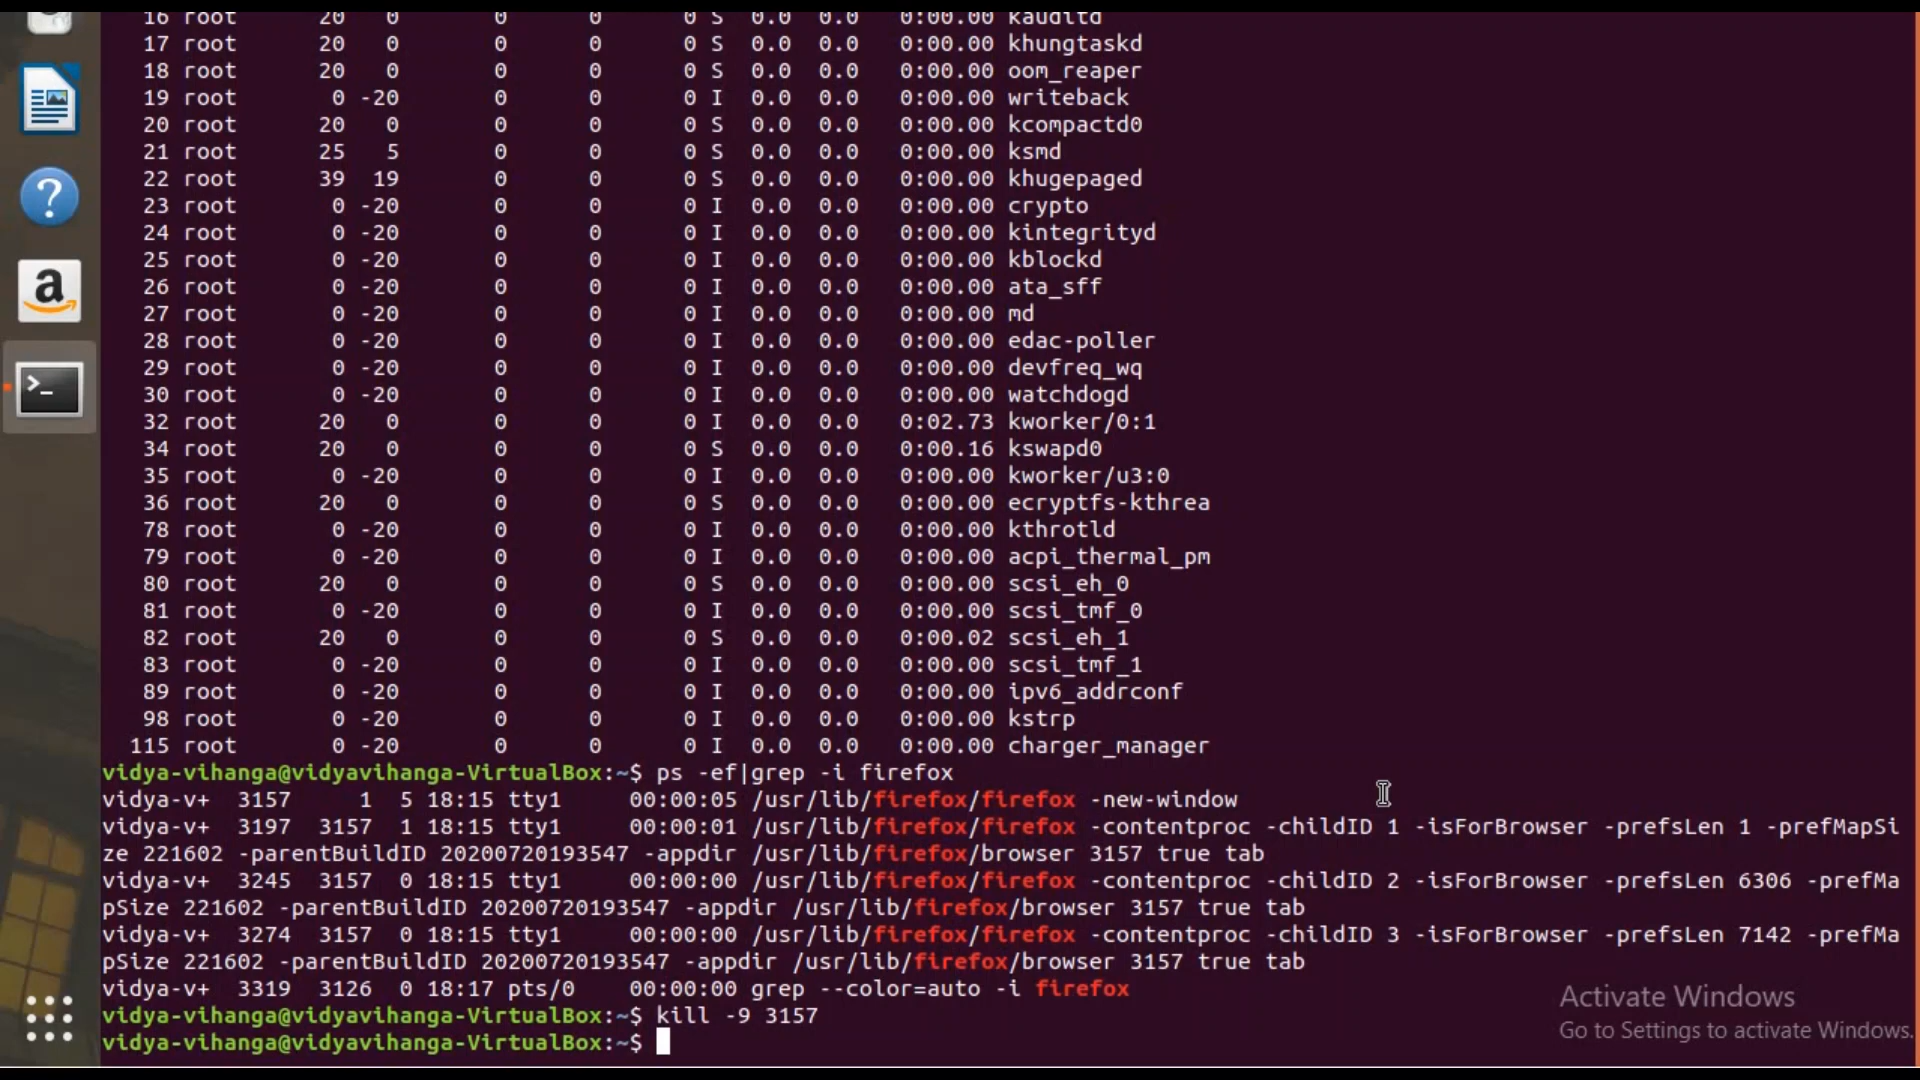 16 root 20 0 0 0 0 S 0.0 0.0 0:00.00 kauditd
17 root 20 0 0 0 0 S 0.0 0.0 0:00.00 khungtaskd
18 root 20 0 0 0 0 S 0.0 0.0 0:00.00 oom_reaper
19 root 0 -20 0 0 0 I 0.0 0.0 0:00.00 writeback
20 root 20 0 0 0 0 S 0.0 0.0 0:00.00 kcompactd0
21 root 25 5 0 0 0 S 0.0 0.0 0:00.00 ksmd
22 root 39 19 0 0 0 S 0.0 0.0 0:00.00 khugepaged
23 root 0 -20 0 0 0 I 0.0 0.0 0:00.00 crypto
24 root 0 -20 0 0 0 I 0.0 0.0 0:00.00 kintegrityd
25 root 0 -20 0 0 0 I 0.0 0.0 0:00.00 kblockd
26 root 0 -20 0 0 0 I 0.0 0.0 0:00.00 ata_sff
27 root 0 -20 0 0 0 I 0.0 0.0 0:00.00 md
28 root 0 -20 0 0 0 I 0.0 0.0 0:00.00 edac-poller
29 root 0 -20 0 0 0 I 0.0 0.0 0:00.00 devfreq_wq
30 root 0 -20 0 0 0 I 0.0 0.0 0:00.00 watchdogd
32 root 20 0 0 0 0 I 0.0 0.0 0:02.73 kworker/0:1
34 root 20 0 0 0 0 S 0.0 0.0 0:00.16 kswapd0
35 root 0 -20 0 0 0 I 0.0 0.0 0:00.00 kworker/u3:0
36 root 20 0 0 0 0 S 0.0 0.0 0:00.00 ecryptfs-kthrea
78 root 0 -20 0 0 0 I 0.0 0.0 0:00.00 kthrotld
79 root 0 -20 0 0 0 I 0.0 0.0 0:00.00 acpi_thermal_pm
80 root 20 0 0 0 0 S 0.0 0.0 0:00.00 scsi_eh_0
81 root 0 -20 0 0 0 I 0.0 0.0 0:00.00 scsi_tmf_0
82 root 20 0 0 0 0 S 0.0 0.0 0:00.02 scsi_eh_1
83 root 0 -20 0 0 0 I 0.0 0.0 0:00.00 scsi_tmf_1
89 root 0 -20 0 0 0 I 0.0 0.0 0:00.00 ipv6_addrconf
98 root 0 -20 0 0 0 I 0.0 0.0 0:00.00 kstrp
115 root 0 -20 0 0 0 I 0.0 0.0 0:00.00 charger_manager
vidya-vihanga@vidyavihanga-VirtualBox:~$ ps -ef|grep -i firefox
vidya-v+ 3157 1 5 18:15 tty1 00:00:05 /usr/lib/firefox/firefox -new-window
vidya-v+ 3197 3157 1 18:15 tty1 00:00:01 /usr/lib/firefox/firefox -contentproc -childID 1 -isForBrowser -prefsLen 1 -prefMapSi
ze 221602 -parentBuildID 20200720193547 -appdir /usr/lib/firefox/browser 3157 true tab
vidya-v+ 3245 3157 0 18:15 tty1 00:00:00 /usr/lib/firefox/firefox -contentproc -childID 2 -isForBrowser -prefsLen 6306 -prefMa
pSize 221602 -parentBuildID 20200720193547 -appdir /usr/lib/firefox/browser 3157 true tab
vidya-v+ 3274 3157 0 18:15 tty1 00:00:00 /usr/lib/firefox/firefox -contentproc -childID 3 -isForBrowser -prefsLen 7142 -prefMa
pSize 221602 -parentBuildID 20200720193547 -appdir /usr/lib/firefox/browser 3157 true tab
vidya-v+ 3319 3126 0 18:17 pts/0 00:00:00 grep --color=auto -i firefox
vidya-vihanga@vidyavihanga-VirtualBox:~$ kill -9 3157
vidya-vihanga@vidyavihanga-VirtualBox:~$
Activate Windows
Go to Settings to activate Windows.